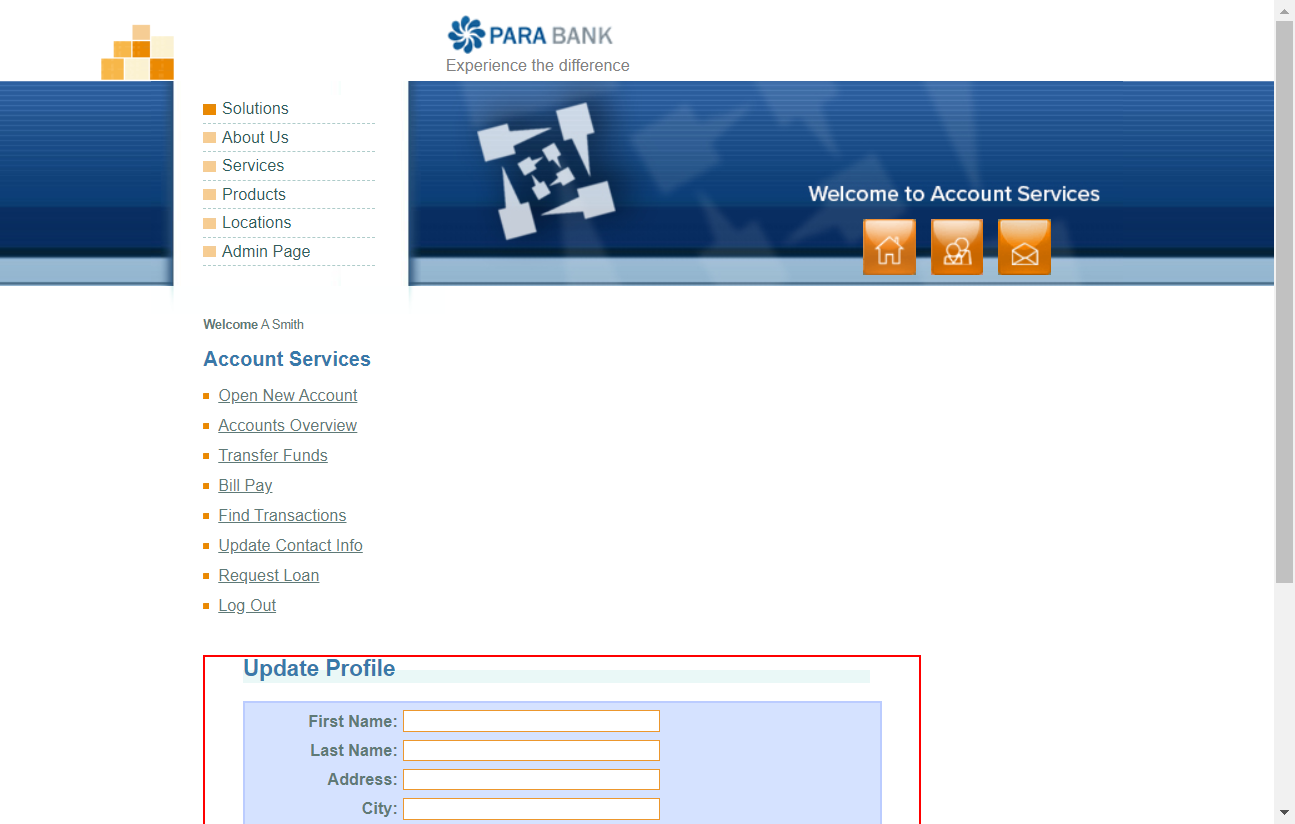 PARA BANK
Experience the difference
Solutions
About Us
Services
Products
Locations
Admin Page
Welcome to Account Services
Welcome A Smith
Account Services
Open New Account
Accounts Overview
Transfer Funds
Bill Pay
Find Transactions
Update Contact Info
Request Loan
Log Out
Update Profile
First Name:
Last Name:
Address:
City: